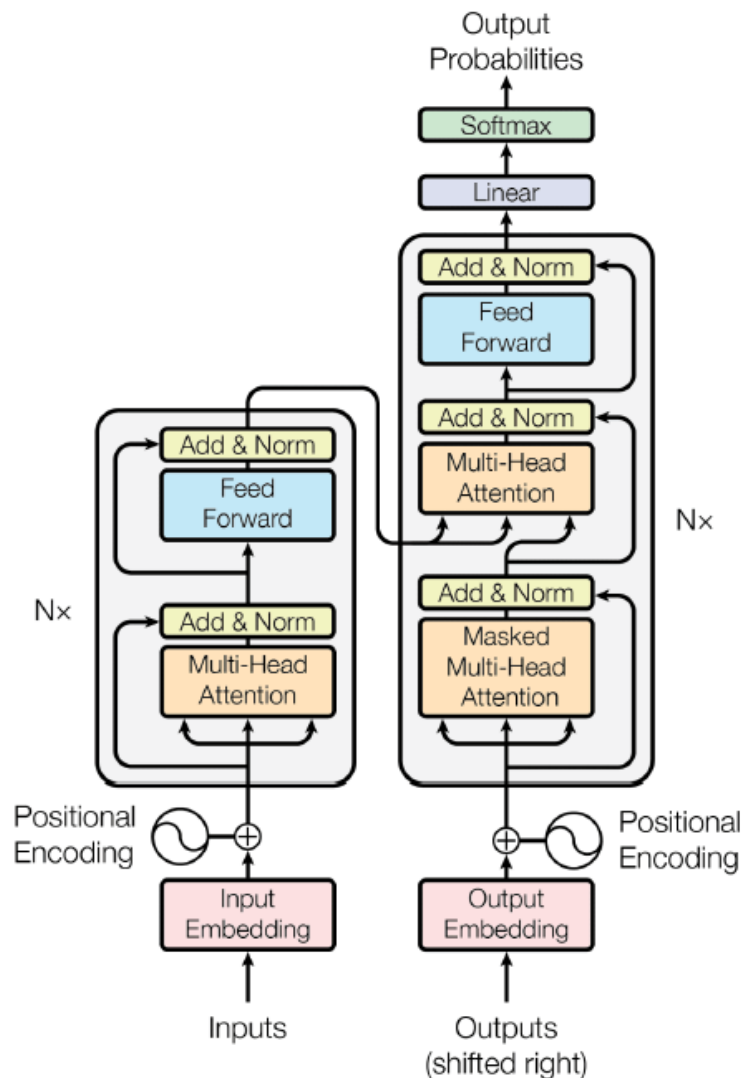 Output
Probabilities
Softmax
Linear
Add & Norm
Feed
Forward
Add & Norm
Multi-Head
Attention
Add & Norm
Masked
Multi-Head
Attention
N×
Add & Norm
Feed
Forward
Add & Norm
Multi-Head
Attention
N×
Positional
Encoding
Positional
Encoding
Input
Embedding
Output
Embedding
Inputs
Outputs
(shifted right)